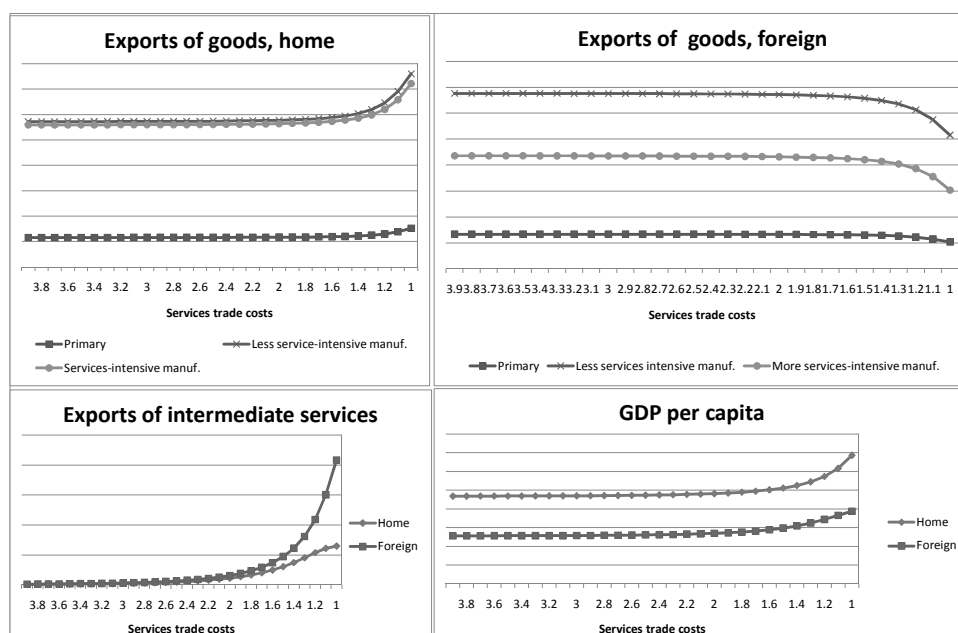 Exports of goods, home
3.8 3.6 3.4 3.2 3 2.8 2.6 2.4 2.2 2 1.8 1.6 1.4 1.2 1
Services trade costs
Primary Less service-intensive manuf.
Services-intensive manuf.
Exports of goods, foreign
3.93.83.73.63.53.43.33.23.1 3 2.92.82.72.62.52.42.32.22.1 2 1.91.81.71.61.51.41.31.21.1 1
Services trade costs
Primary Less services intensive manuf. More services-intensive manuf.
Exports of intermediate services
Home
Foreign
3.8 3.6 3.4 3.2 3 2.8 2.6 2.4 2.2 2 1.8 1.6 1.4 1.2 1
Services trade costs
GDP per capita
Home
Foreign
3.8 3.6 3.4 3.2 3 2.8 2.6 2.4 2.2 2 1.8 1.6 1.4 1.2 1
Services trade costs